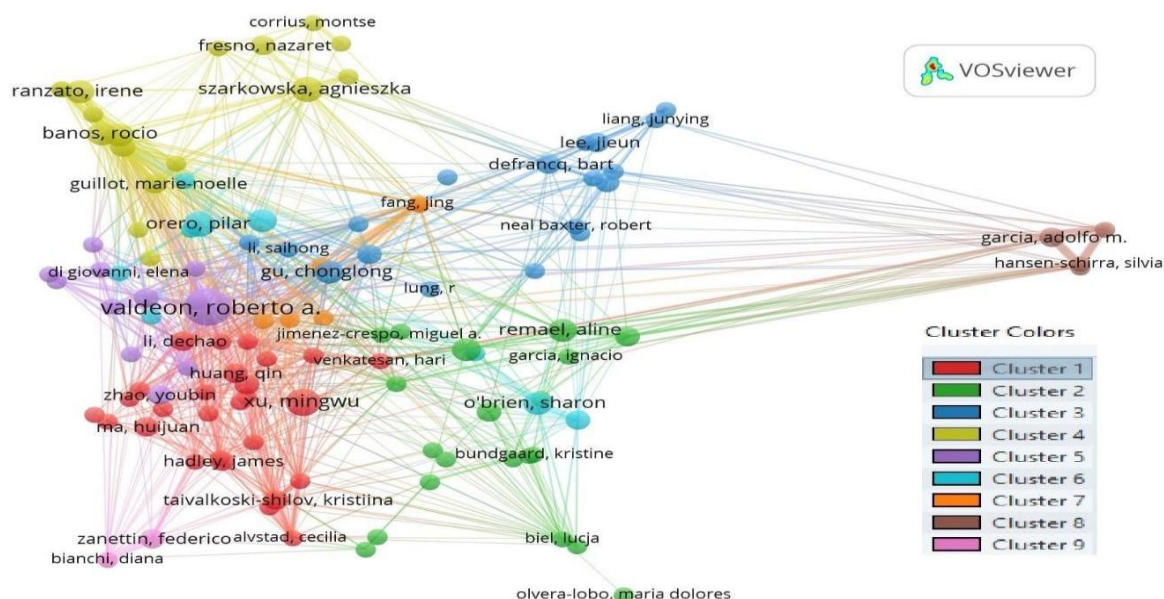 corrius, montse
fresno, nazaret
szarkowska, agnieszka
ranzato, irene
VOSviewer
liang, junying
banos, rocio
lee, jieun
defrancq, bart
guillot, marie-noelle
fang, jing
orero, pilar
neal baxter, robert
garcia, adolfo m.
li, saihong
hansen-schirra, silvia
di giovanni, elena
gu, chonglong
lung, r
valdeon, roberto a.
jimenez-crespo, miguel a.
remael, aline
Cluster Colors
li, dechao
venkatesan, hari
garcia, ignacio
Cluster 1
huang, qin
Cluster 2
zhao, youbin
xu, mingwu
o'brien, sharon
Cluster 3
ma, huijuan
Cluster 4
bundgaard, kristine
Cluster 5
hadley, james
Cluster 6
taivalkoski-shilov, kristiina
Cluster 7
Cluster 8
zanettin, federico
alvstad, cecilia
biel, lucja
Cluster 9
bianchi, diana
olvera-lobo, maria dolores